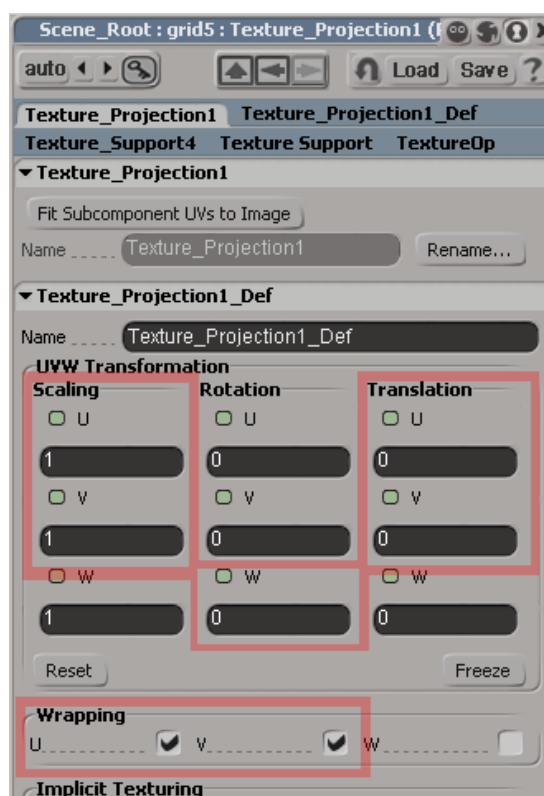 Scene_Root : grid5 : Texture_Projection1 (
auto Load Save ?
Texture_Projection1 Texture_Projection1_Def
Texture_Support4 Texture Support TextureOp
Texture_Projection1
Fit Subcomponent UVs to Image
Name Texture_Projection1 Rename...
Texture_Projection1_Def
Name Texture_Projection1_Def
UVW Transformation
Scaling Rotation Translation
U U U
1 0 0
V V V
1 0 0
W W W
1 0 0
Reset Freeze
Wrapping
U V W
Implicit Texturing